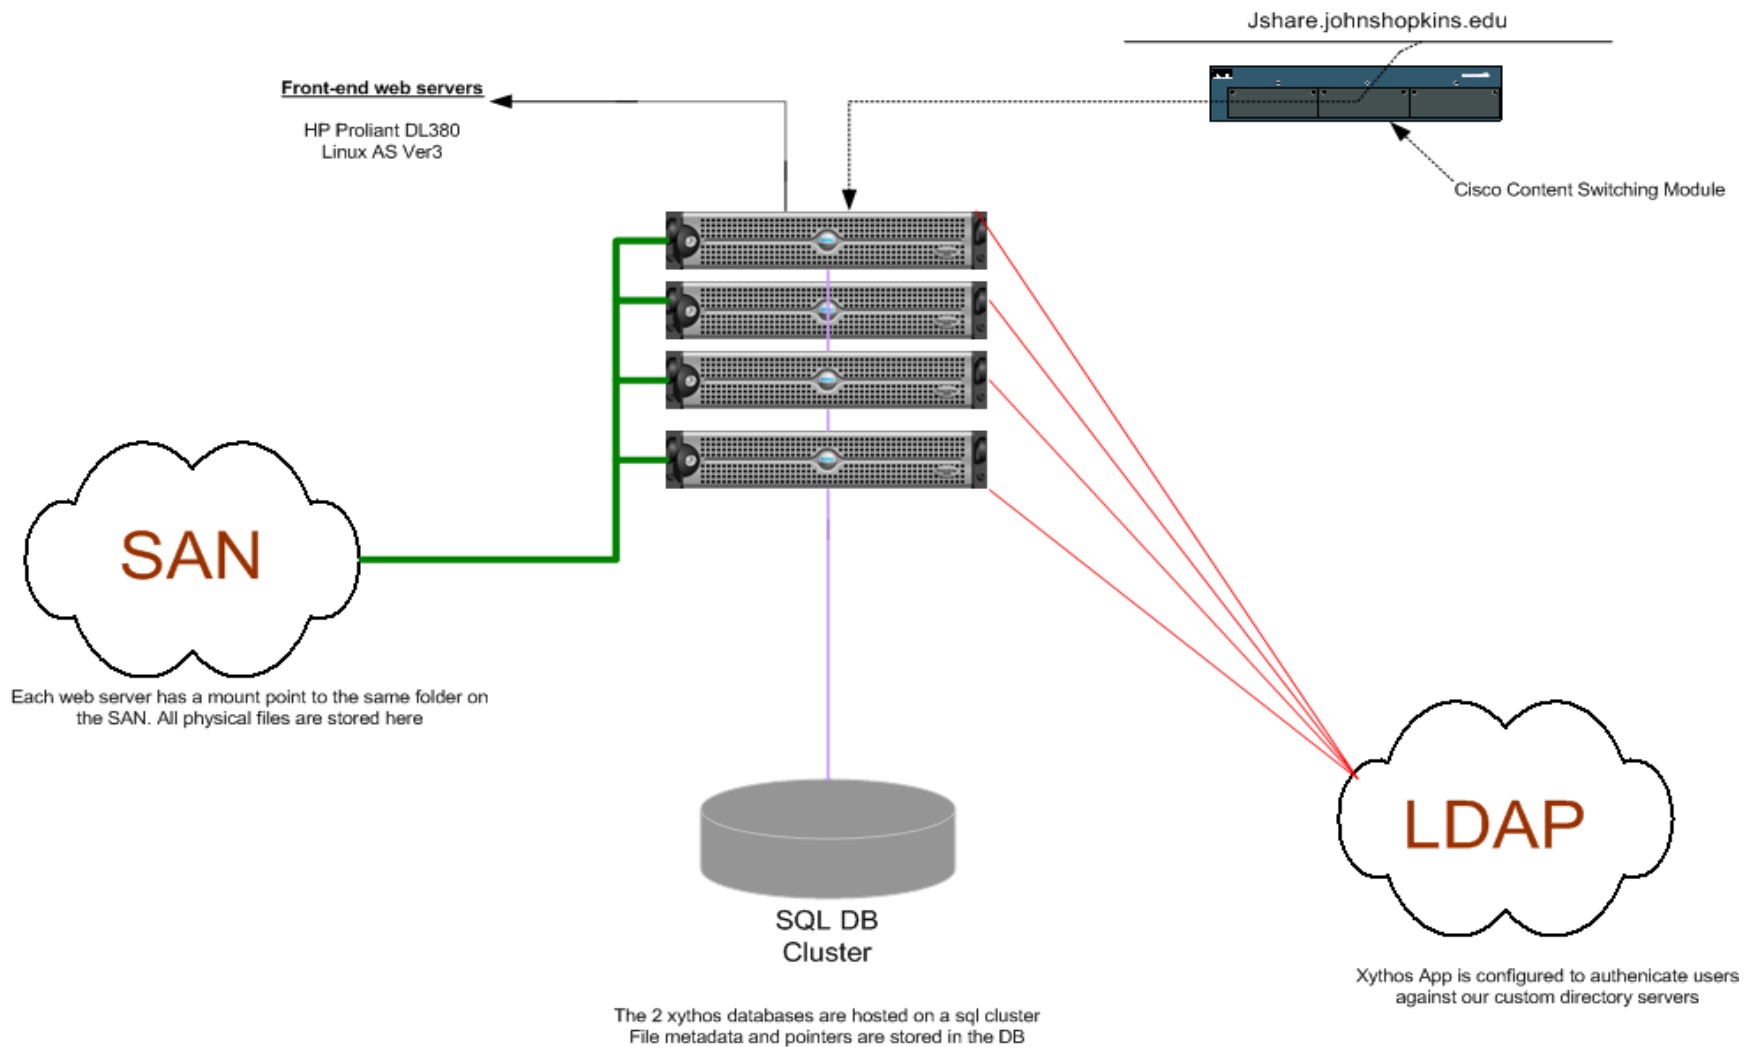 Jshare.johnshopkins.edu
Front-end web servers
HP Proliant DL380
Linux AS Ver3
Cisco Content Switching Module
SAN
Each web server has a mount point to the same folder on
the SAN. All physical files are stored here
LDAP
Xythos App is configured to authenicate users
against our custom directory servers
SQL DB
Cluster
The 2 xythos databases are hosted on a sql cluster
File metadata and pointers are stored in the DB